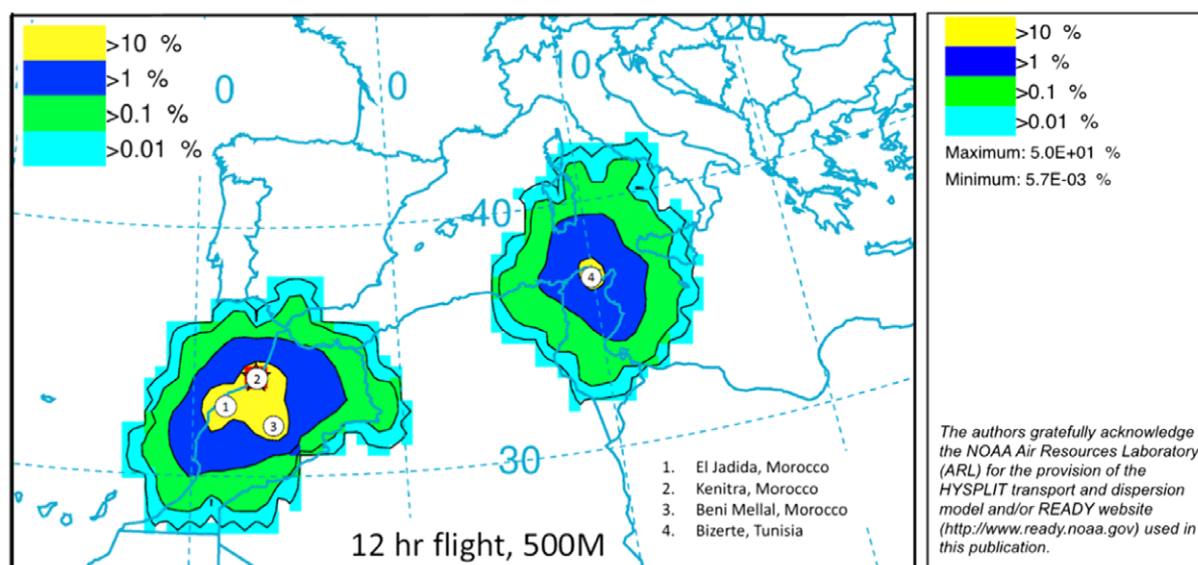 >10 %
>1 %
>0.1 %
>0.01 %
0
0
10
20
40
30
4
2
1
3
1. El Jadida, Morocco
2. Kenitra, Morocco
3. Beni Mellal, Morocco
4. Bizerte, Tunisia
12 hr flight, 500M
>10 %
>1 %
>0.1 %
>0.01 %
Maximum: 5.0E+01 %
Minimum: 5.7E-03 %
The authors gratefully acknowledge
the NOAA Air Resources Laboratory
(ARL) for the provision of the
HYSPLIT transport and dispersion
model and/or READY website
(http://www.ready.noaa.gov) used in
this publication.